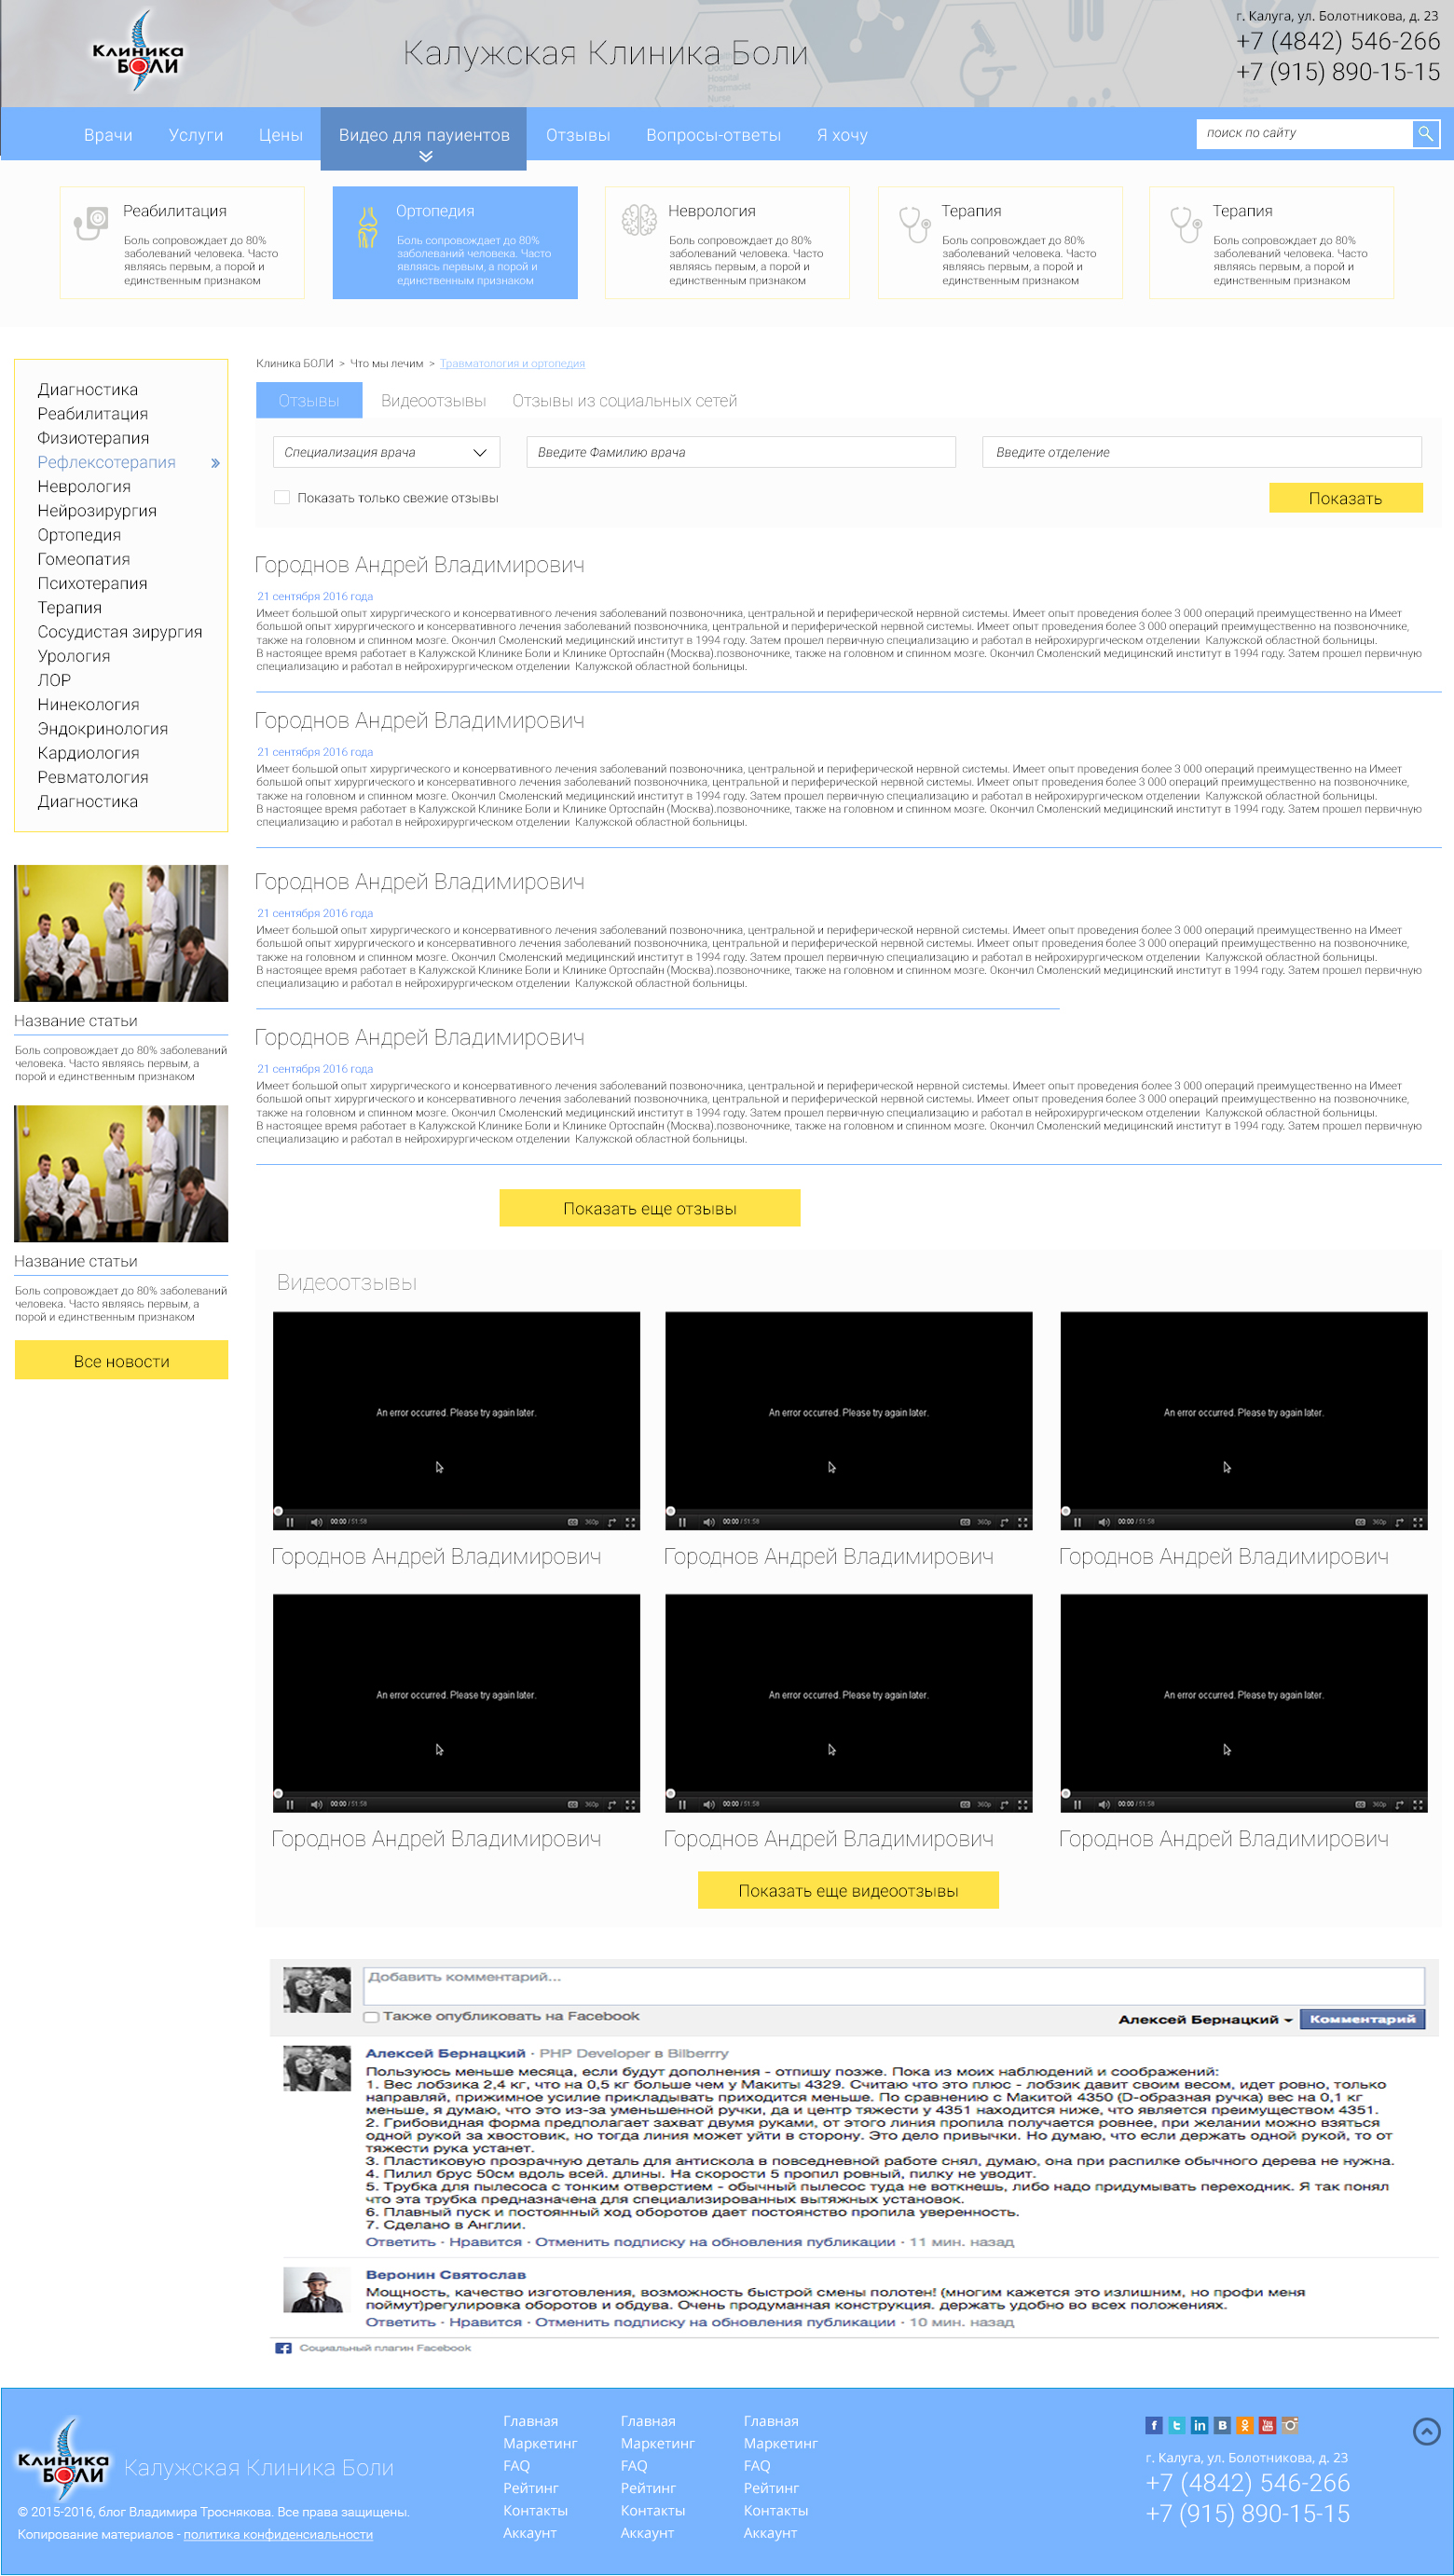 Клиника
БОЛИ
Калужская Клиника Боли
г. Калуга, ул. Болотникова, д. 23
+7 (4842) 546-266
+7 (915) 890-15-15
Doctor
Hospital
Pharmacist
Nurse
Врачи Услуги Цены Видео для пауиентов Отзывы Вопросы-ответы Я хочу
поиск по сайту
Реабилитация
Боль сопровождает до 80%
заболеваний человека. Часто
являясь первым, а порой и
единственным признаком
Ортопедия
Боль сопровождает до 80%
заболеваний человека. Часто
являясь первым, а порой и
единственным признаком
Неврология
Боль сопровождает до 80%
заболеваний человека. Часто
являясь первым, а порой и
единственным признаком
Терапия
Боль сопровождает до 80%
заболеваний человека. Часто
являясь первым, а порой и
единственным признаком
Терапия
Боль сопровождает до 80%
заболеваний человека. Часто
являясь первым, а порой и
единственным признаком
Диагностика
Реабилитация
Физиотерапия
Рефлексотерапия
Неврология
Нейрозирургия
Ортопедия
Гомеопатия
Психотерапия
Терапия
Сосудистая зирургия
Урология
ЛОР
Нинекология
Эндокринология
Кардиология
Ревматология
Диагностика
Название статьи
Боль сопровождает до 80% заболеваний
человека. Часто являясь первым, а
порой и единственным признаком
Название статьи
Боль сопровождает до 80% заболеваний
человека. Часто являясь первым, а
порой и единственным признаком
Все новости
Клиника БОЛИ > Что мы лечим > Травматология и ортопедия
Отзывы Видеоотзывы Отзывы из социальных сетей
Специализация врача
Введите Фамилию врача
Введите отделение
Показать только свежие отзывы
Показать
Городнов Андрей Владимирович
21 сентября 2016 года
Имеет большой опыт хирургического и консервативного лечения заболеваний позвоночника, центральной и периферической нервной системы. Имеет опыт проведения более 3 000 операций преимущественно на Имеет
большой опыт хирургического и консервативного лечения заболеваний позвоночника, центральной и периферической нервной системы. Имеет опыт проведения более 3 000 операций преимущественно на позвоночнике,
также на головном и спинном мозге. Окончил Смоленский медицинский институт в 1994 году. Затем прошел первичную специализацию и работал в нейрохирургическом отделении Калужской областной больницы.
В настоящее время работает в Калужской Клинике Боли и Клинике Ортоспайн (Москва).позвоночнике, также на головном и спинном мозге. Окончил Смоленский медицинский институт в 1994 году. Затем прошел первичную
специализацию и работал в нейрохирургическом отделении Калужской областной больницы.
Городнов Андрей Владимирович
21 сентября 2016 года
Имеет большой опыт хирургического и консервативного лечения заболеваний позвоночника, центральной и периферической нервной системы. Имеет опыт проведения более 3 000 операций преимущественно на Имеет
большой опыт хирургического и консервативного лечения заболеваний позвоночника, центральной и периферической нервной системы. Имеет опыт проведения более 3 000 операций преимущественно на позвоночнике,
также на головном и спинном мозге. Окончил Смоленский медицинский институт в 1994 году. Затем прошел первичную специализацию и работал в нейрохирургическом отделении Калужской областной больницы.
В настоящее время работает в Калужской Клинике Боли и Клинике Ортоспайн (Москва).позвоночнике, также на головном и спинном мозге. Окончил Смоленский медицинский институт в 1994 году. Затем прошел первичную
специализацию и работал в нейрохирургическом отделении Калужской областной больницы.
Городнов Андрей Владимирович
21 сентября 2016 года
Имеет большой опыт хирургического и консервативного лечения заболеваний позвоночника, центральной и периферической нервной системы. Имеет опыт проведения более 3 000 операций преимущественно на Имеет
большой опыт хирургического и консервативного лечения заболеваний позвоночника, центральной и периферической нервной системы. Имеет опыт проведения более 3 000 операций преимущественно на позвоночнике,
также на головном и спинном мозге. Окончил Смоленский медицинский институт в 1994 году. Затем прошел первичную специализацию и работал в нейрохирургическом отделении Калужской областной больницы.
В настоящее время работает в Калужской Клинике Боли и Клинике Ортоспайн (Москва).позвоночнике, также на головном и спинном мозге. Окончил Смоленский медицинский институт в 1994 году. Затем прошел первичную
специализацию и работал в нейрохирургическом отделении Калужской областной больницы.
Городнов Андрей Владимирович
21 сентября 2016 года
Имеет большой опыт хирургического и консервативного лечения заболеваний позвоночника, центральной и периферической нервной системы. Имеет опыт проведения более 3 000 операций преимущественно на Имеет
большой опыт хирургического и консервативного лечения заболеваний позвоночника, центральной и периферической нервной системы. Имеет опыт проведения более 3 000 операций преимущественно на позвоночнике,
также на головном и спинном мозге. Окончил Смоленский медицинский институт в 1994 году. Затем прошел первичную специализацию и работал в нейрохирургическом отделении Калужской областной больницы.
В настоящее время работает в Калужской Клинике Боли и Клинике Ортоспайн (Москва).позвоночнике, также на головном и спинном мозге. Окончил Смоленский медицинский институт в 1994 году. Затем прошел первичную
специализацию и работал в нейрохирургическом отделении Калужской областной больницы.
Показать еще отзывы
Видеоотзывы
An error occurred. Please try again later. An error occurred. Please try again later. An error occurred. Please try again later.
00:00 / 51:58 360p 00:00 / 51:58 360p 00:00 / 51:58 360p
Городнов Андрей Владимирович Городнов Андрей Владимирович Городнов Андрей Владимирович
An error occurred. Please try again later. An error occurred. Please try again later. An error occurred. Please try again later.
00:00 / 51:58 360p 00:00 / 51:58 360p 00:00 / 51:58 360p
Городнов Андрей Владимирович Городнов Андрей Владимирович Городнов Андрей Владимирович
Показать еще видеоотзывы
Добавить комментарий...
Также опубликовать на Facebook
Алексей Бернацкий
Комментарий
Алексей Бернацкий · PHP Developer в Bilberrry
Пользуюсь меньше месяца, если будут дополнения - отпишу позже. Пока из моих наблюдений и соображений:
1. Вес лобзика 2,4 кг, что на 0,5 кг больше чем у Макиты 4329. Считаю что это плюс - лобзик давит своим весом, идет ровно, только
направляй, прижимное усилие прикладывать приходится меньше. По сравнению с Макитой 4350 (D-образная ручка) вес на 0,1 кг
меньше, я думаю, что это из-за уменьшенной ручки, да и центр тяжести у 4351 находится ниже, что является преимуществом 4351.
2. Грибовидная форма предполагает захват двумя руками, от этого линия пропила получается ровнее, при желании можно взяться
одной рукой за хвостовик, но тогда линия может уйти в сторону. Это дело привычки. Но думаю, что если держать одной рукой, то от
тяжести рука устанет.
3. Пластиковую прозрачную деталь для антискола в повседневной работе снял, думаю, она при распиле обычного дерева не нужна.
4. Пилил брус 50см вдоль всей. длины. На скорости 5 пропил ровный, пилку не уводит.
5. Трубка для пылесоса с тонким отверстием - обычный пылесос туда не воткнешь, либо надо придумывать переходник. Я так понял
что эта трубка предназначена для специализированных вытяжных установок.
6. Плавный пуск и постоянный ход оборотов дает постоянство пропила уверенность.
7. Сделано в Англии.
Ответить · Нравится · Отменить подписку на обновления публикации · 11 мин. назад
Веронин Святослав
Мощность, качество изготовления, возможность быстрой смены полотен! (многим кажется это излишним, но профи меня
поймут)регулировка оборотов и обдува. Очень продуманная конструкция. держать удобно во всех положениях.
Ответить · Нравится · Отменить подписку на обновления публикации · 10 мин. назад
Социальный плагин Facebook
Клиника
БОЛИ
Калужская Клиника Боли
© 2015-2016, блог Владимира Троснякова. Все права защищены.
Копирование материалов - политика конфиденсиальности
Главная
Маркетинг
FAQ
Рейтинг
Контакты
Аккаунт
Главная
Маркетинг
FAQ
Рейтинг
Контакты
Аккаунт
Главная
Маркетинг
FAQ
Рейтинг
Контакты
Аккаунт
г. Калуга, ул. Болотникова, д. 23
+7 (4842) 546-266
+7 (915) 890-15-15